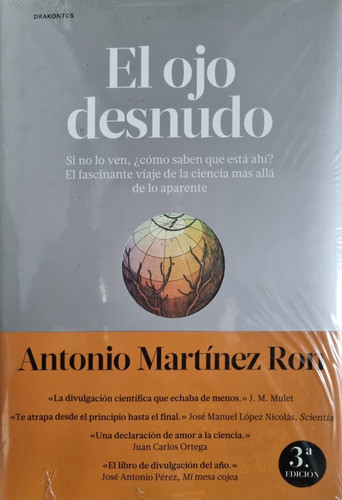 DRAKONTOS
El ojo
desnudo
Si no lo ven, ¿cómo saben que está ahí?
El fascinante viaje de la ciencia más allá
de lo aparente
Antonio Martínez Ron
«La divulgación científica que echaba de menos.» J. M. Mulet
«Te atrapa desde el principio hasta el final.» José Manuel López Nicolás, Scientia
«Una declaración de amor a la ciencia.»
Juan Carlos Ortega
«El libro de divulgación del año.»
José Antonio Pérez, Mi mesa cojea
3.ª
EDICIÓN